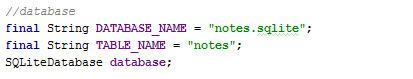 //database
final String DATABASE_NAME = "notes.sqlite";
final String TABLE_NAME = "notes";
SQLiteDatabase database;